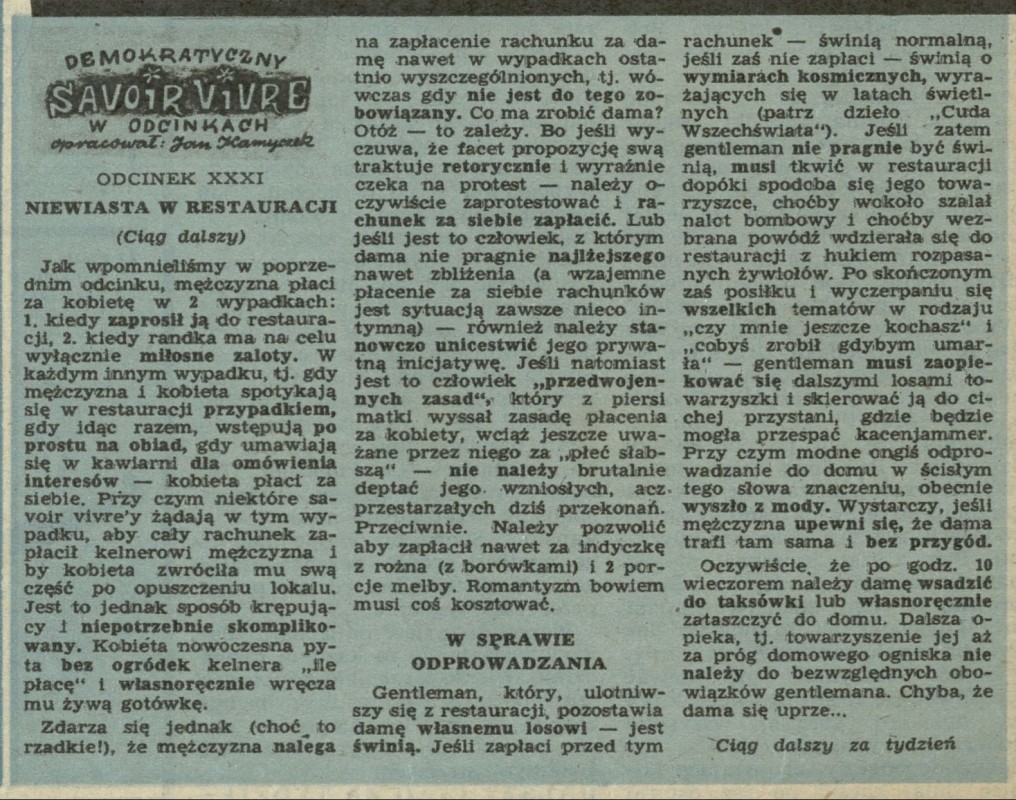 DEMOKRATYCZNY
SAVOIR VIVRE
W ODCINKACH
opracował: Jan Kamyczek
ODCINEK XXXI
NIEWIASTA W RESTAURACJI
(Ciąg dalszy)
Jak wspomnieliśmy w poprze-
dnim odcinku, mężczyzna płaci
za kobietę w 2 wypadkach:
1. kiedy zaprosił ją do restaura-
cji, 2. kiedy randka ma na celu
wyłącznie miłosne zaloty. W
każdym innym wypadku, tj. gdy
mężczyzna i kobieta spotykają
się w restauracji przypadkiem,
gdy idąc razem, wstępują po
prostu na obiad, gdy umawiają
się w kawiarni dla omówienia
interesów — kobieta płaci za
siebie. Przy czym niektóre sa-
voir vivre'y żądają w tym wy-
padku, aby cały rachunek za-
płacił kelnerowi mężczyzna i
by kobieta zwróciła mu swą
część po opuszczeniu lokalu.
Jest to jednak sposób krępują-
cy i niepotrzebnie skompliko-
wany. Kobieta nowoczesna py-
ta bez ogródek kelnera „ile
płacę" i własnoręcznie wręcza
mu żywą gotówkę.
Zdarza się jednak (choć to
rzadkie!), że mężczyzna nalega
na zapłacenie rachunku za da-
mę nawet w wypadkach osta-
tnio wyszczególnionych, tj. wó-
wczas gdy nie jest do tego zo-
bowiązany. Co ma zrobić dama?
Otóż — to zależy. Bo jeśli wy-
czuwa, że facet propozycję swą
traktuje retorycznie i wyraźnie
czeka na protest — należy o-
czywiście zaprotestować i ra-
chunek za siebie zapłacić. Lub
jeśli jest to człowiek, z którym
dama nie pragnie najlżejszego
nawet zbliżenia (a wzajemne
płacenie za siebie rachunków
jest sytuacją zawsze nieco in-
tymną) — również należy sta-
nowczo unicestwić jego prywa-
tną inicjatywę. Jeśli natomiast
jest to człowiek „przedwojen-
nych zasad", który z piersi
matki wyssał zasadę płacenia
za kobiety, wciąż jeszcze uwa-
żane przez niego za „płeć słab-
szą" — nie należy brutalnie
deptać jego wzniosłych, acz
przestarzałych dziś przekonań.
Przeciwnie. Należy pozwolić
aby zapłacił nawet za indyczkę
z rożna (z borówkami) i 2 por-
cje melby. Romantyzm bowiem
musi coś kosztować.
W SPRAWIE
ODPROWADZANIA
Gentleman, który, ulotniw-
szy się z restauracji, pozostawia
damę własnemu losowi — jest
świnią. Jeśli zapłaci przed tym
rachunek — świnią normalną,
jeśli zaś nie zapłaci — świnią o
wymiarach kosmicznych, wyra-
żających się w latach świetl-
nych (patrz dzieło „Cuda
Wszechświata"). Jeśli zatem
gentleman nie pragnie być świ-
nią, musi tkwić w restauracji
dopóki spodoba się jego towa-
rzyszce, choćby wokoło szalał
nalot bombowy i choćby wez-
brana powódź wdzierała się do
restauracji z hukiem rozpasa-
nych żywiołów. Po skończonym
zaś posiłku i wyczerpaniu się
wszelkich tematów w rodzaju
„czy mnie jeszcze kochasz" i
„cobyś zrobił gdybym umar-
ła" — gentleman musi zaopie-
kować się dalszymi losami to-
warzyszki i skierować ją do ci-
chej przystani, gdzie będzie
mogła przespać kacenjammer.
Przy czym modne ongiś odpro-
wadzanie do domu w ścisłym
tego słowa znaczeniu, obecnie
wyszło z mody. Wystarczy, jeśli
mężczyzna upewni się, że dama
trafi tam sama i bez przygód.
Oczywiście, że po godz. 10
wieczorem należy damę wsadzić
do taksówki lub własnoręcznie
zataszczyć do domu. Dalsza o-
pieka, tj. towarzyszenie jej aż
za próg domowego ogniska nie
należy do bezwzględnych obo-
wiązków gentlemana. Chyba, że
dama się uprze...
Ciąg dalszy za tydzień